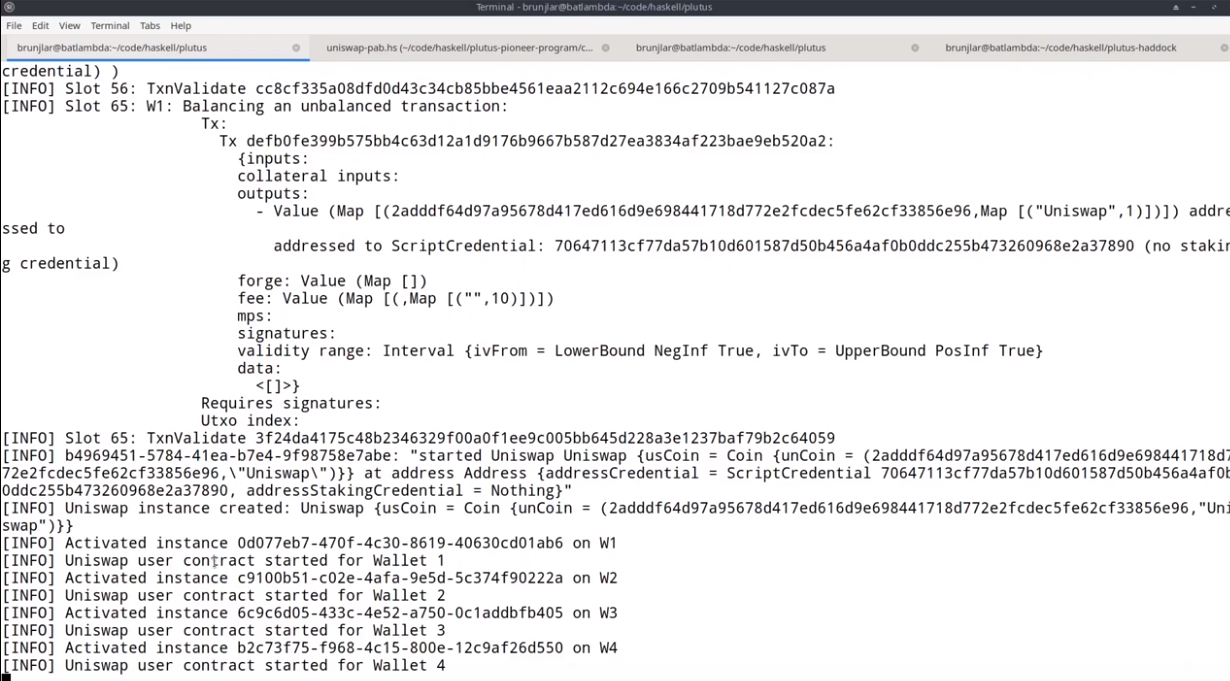 Terminal - brunjlar@batlambda:~/code/haskell/plutus
File Edit View Terminal Tabs Help
brunjlar@batlambda:~/code/haskell/plutus
uniswap-pab.hs (~/code/haskell/plutus-pioneer-program/c...
brunjlar@batlambda:~/code/haskell/plutus
brunjlar@batlambda:~/code/haskell/plutus-haddock
credential) )
[INFO] Slot 56: TxnValidate cc8cf335a08dfd0d43c34cb85bbe4561eaa2112c694e166c2709b541127c087a
[INFO] Slot 65: W1: Balancing an unbalanced transaction:
Tx:
Tx defb0fe399b575bb4c63d12a1d9176b9667b587d27ea3834af223bae9eb520a2:
{inputs:
collateral inputs:
outputs:
- Value (Map [(2adddf64d97a95678d417ed616d9e698441718d772e2fcdec5fe62cf33856e96,Map [("Uniswap",1)])]) addre
ssed to
addressed to ScriptCredential: 70647113cf77da57b10d601587d50b456a4af0b0ddc255b473260968e2a37890 (no stakin
g credential)
forge: Value (Map [])
fee: Value (Map [(,Map [("",10)])])
mps:
signatures:
validity range: Interval {ivFrom = LowerBound NegInf True, ivTo = UpperBound PosInf True}
data:
<[]>}
Requires signatures:
Utxo index:
[INFO] Slot 65: TxnValidate 3f24da4175c48b2346329f00a0f1ee9c005bb645d228a3e1237baf79b2c64059
[INFO] b4969451-5784-41ea-b7e4-9f98758e7abe: "started Uniswap Uniswap {usCoin = Coin {unCoin = (2adddf64d97a95678d417ed616d9e698441718d7
72e2fcdec5fe62cf33856e96,\"Uniswap\")}} at address Address {addressCredential = ScriptCredential 70647113cf77da57b10d601587d50b456a4af0b
0ddc255b473260968e2a37890, addressStakingCredential = Nothing}"
[INFO] Uniswap instance created: Uniswap {usCoin = Coin {unCoin = (2adddf64d97a95678d417ed616d9e698441718d772e2fcdec5fe62cf33856e96,"Uni
swap")}}
[INFO] Activated instance 0d077eb7-470f-4c30-8619-40630cd01ab6 on W1
[INFO] Uniswap user contract started for Wallet 1
[INFO] Activated instance c9100b51-c02e-4afa-9e5d-5c374f90222a on W2
[INFO] Uniswap user contract started for Wallet 2
[INFO] Activated instance 6c9c6d05-433c-4e52-a750-0c1addbfb405 on W3
[INFO] Uniswap user contract started for Wallet 3
[INFO] Activated instance b2c73f75-f968-4c15-800e-12c9af26d550 on W4
[INFO] Uniswap user contract started for Wallet 4